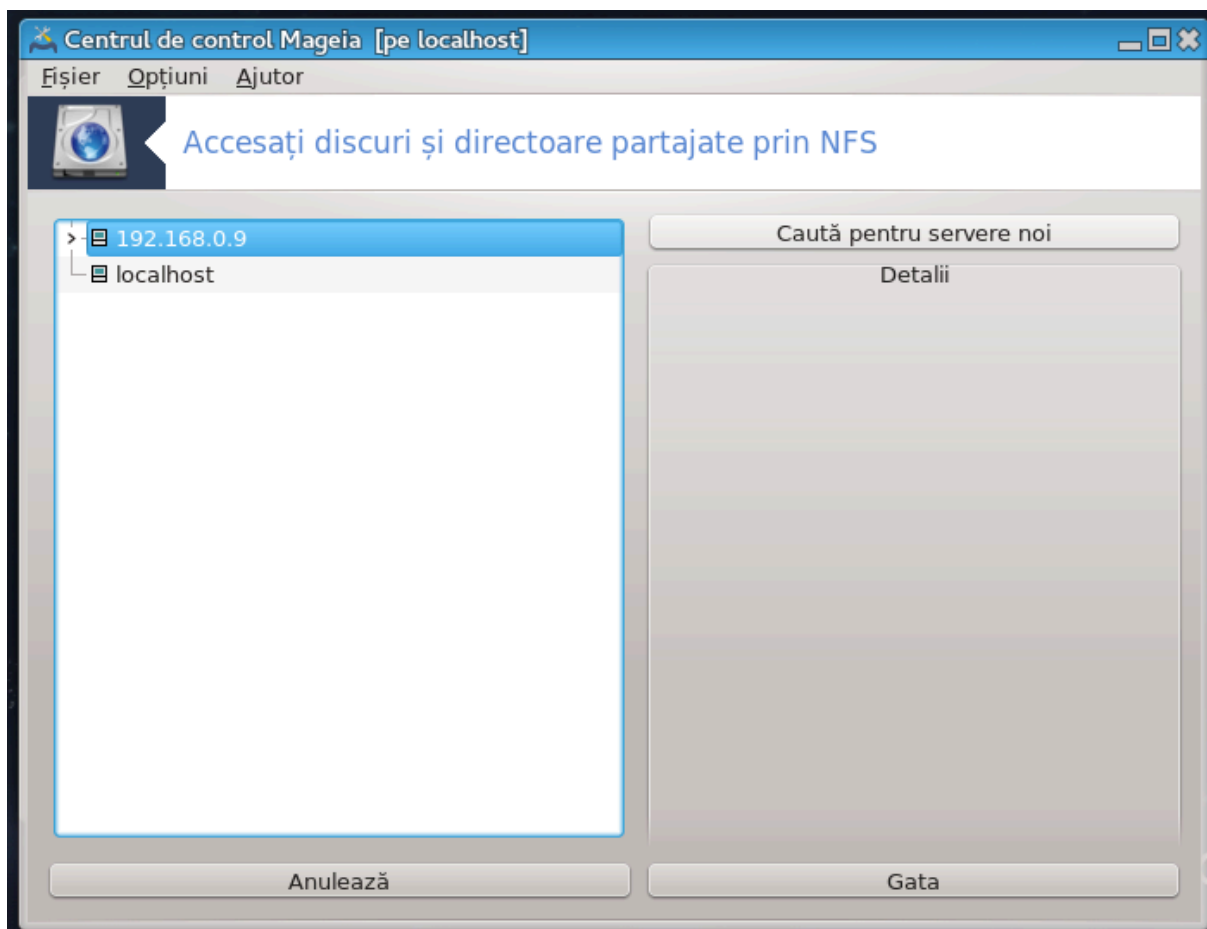 Centrul de control Mageia [pe localhost]
Fișier Opțiuni Ajutor
Accesați discuri și directoare partajate prin NFS
192.168.0.9
localhost
Caută pentru servere noi
Detalii
Anulează
Gata